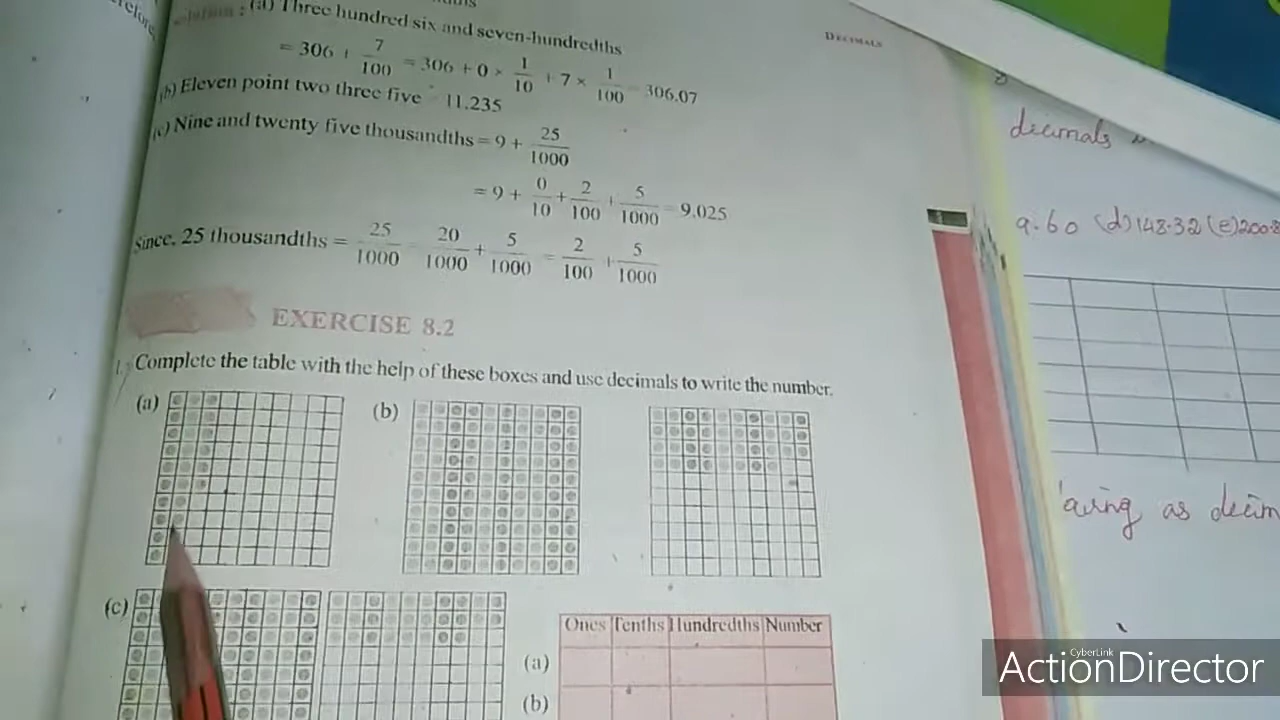 (a) Three hundred six and seven-hundredths
DECIMALS
= 306 + 7/100 = 306 + 0 × 1/10 + 7 × 1/100 = 306.07
(b) Eleven point two three five = 11.235
(c) Nine and twenty five thousandths = 9 + 25/1000
= 9 + 0/10 + 2/100 + 5/1000 = 9.025
Since, 25 thousandths = 25/1000 = 20/1000 + 5/1000 = 2/100 + 5/1000
EXERCISE 8.2
1. Complete the table with the help of these boxes and use decimals to write the number.
(a) (b)
(c)
Ones Tenths Hundredths Number
(a)
(b)
decimals
9.60 (d) 148.32 (e) 200.8
as decim
CyberLink
ActionDirector